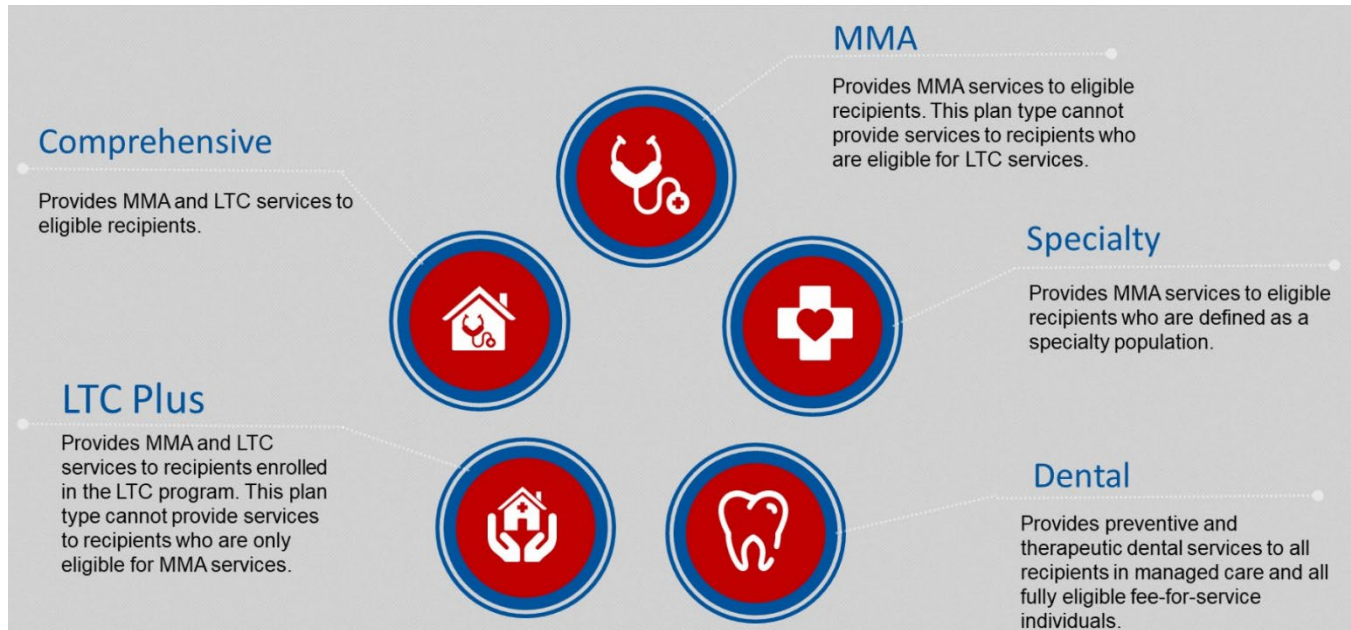 MMA
Provides MMA services to eligible
recipients. This plan type cannot
provide services to recipients who
are eligible for LTC services.
Comprehensive
Provides MMA and LTC services to
eligible recipients.
Specialty
Provides MMA services to eligible
recipients who are defined as a
specialty population.
LTC Plus
Provides MMA and LTC
services to recipients enrolled
in the LTC program. This plan
type cannot provide services
to recipients who are only
eligible for MMA services.
Dental
Provides preventive and
therapeutic dental services to all
recipients in managed care and all
fully eligible fee-for-service
individuals.